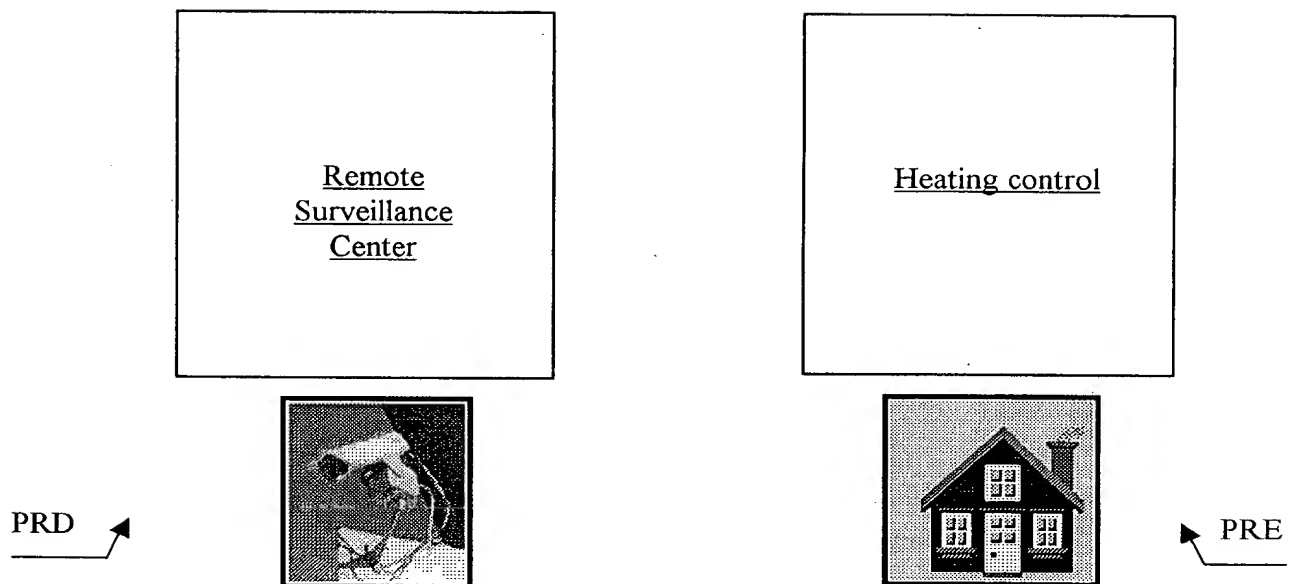 Remote
Surveillance
Center
Heating control
PRD
PRE